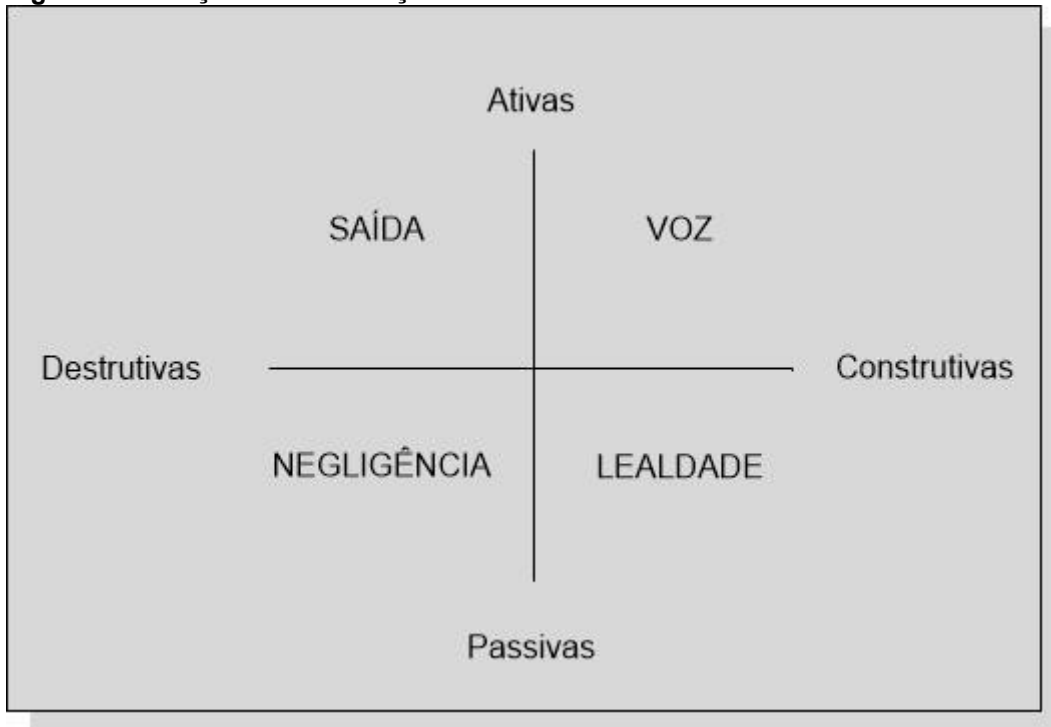 Ativas
SAÍDA VOZ
Destrutivas Construtivas
NEGLIGÊNCIA LEALDADE
Passivas